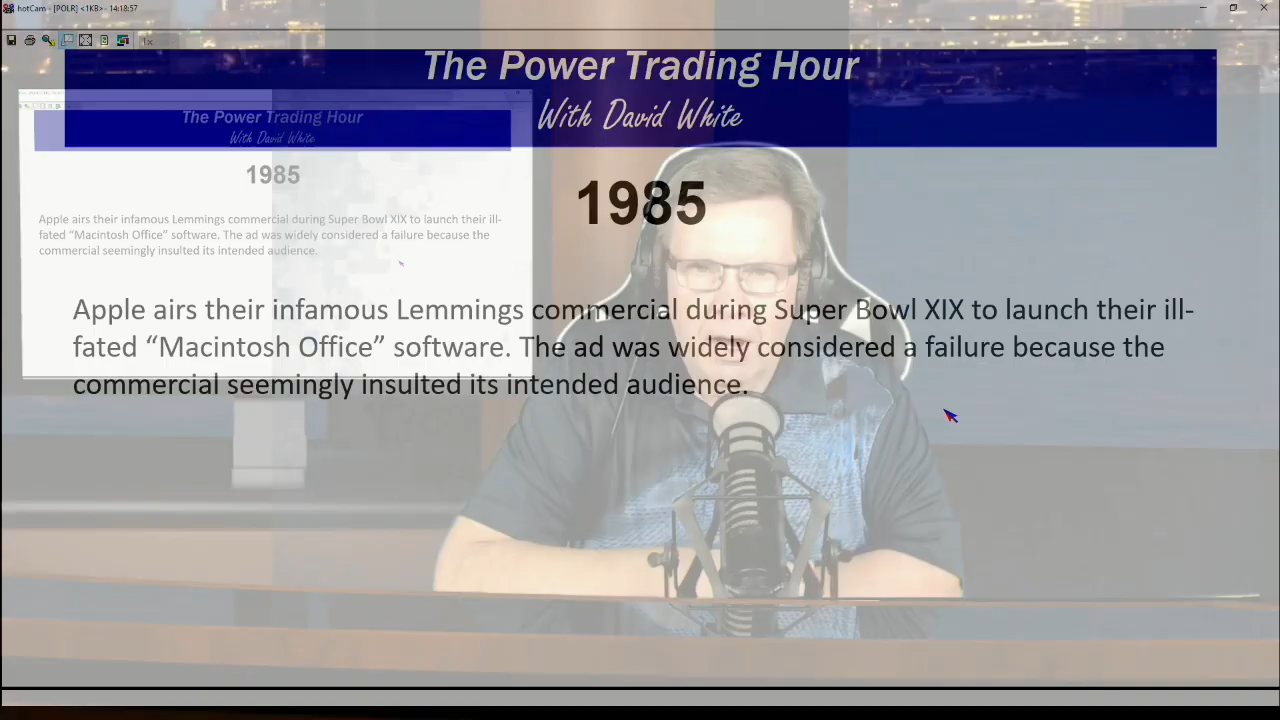 hotCam - [POLR] <1KB> - 14:18:57
The Power Trading Hour
With David White
1985
Apple airs their infamous Lemmings commercial during Super Bowl XIX to launch their ill-
fated “Macintosh Office” software. The ad was widely considered a failure because the
commercial seemingly insulted its intended audience.
The Power Trading Hour
With David White
1985
Apple airs their infamous Lemmings commercial during Super Bowl XIX to launch their ill-
fated “Macintosh Office” software. The ad was widely considered a failure because the
commercial seemingly insulted its intended audience.